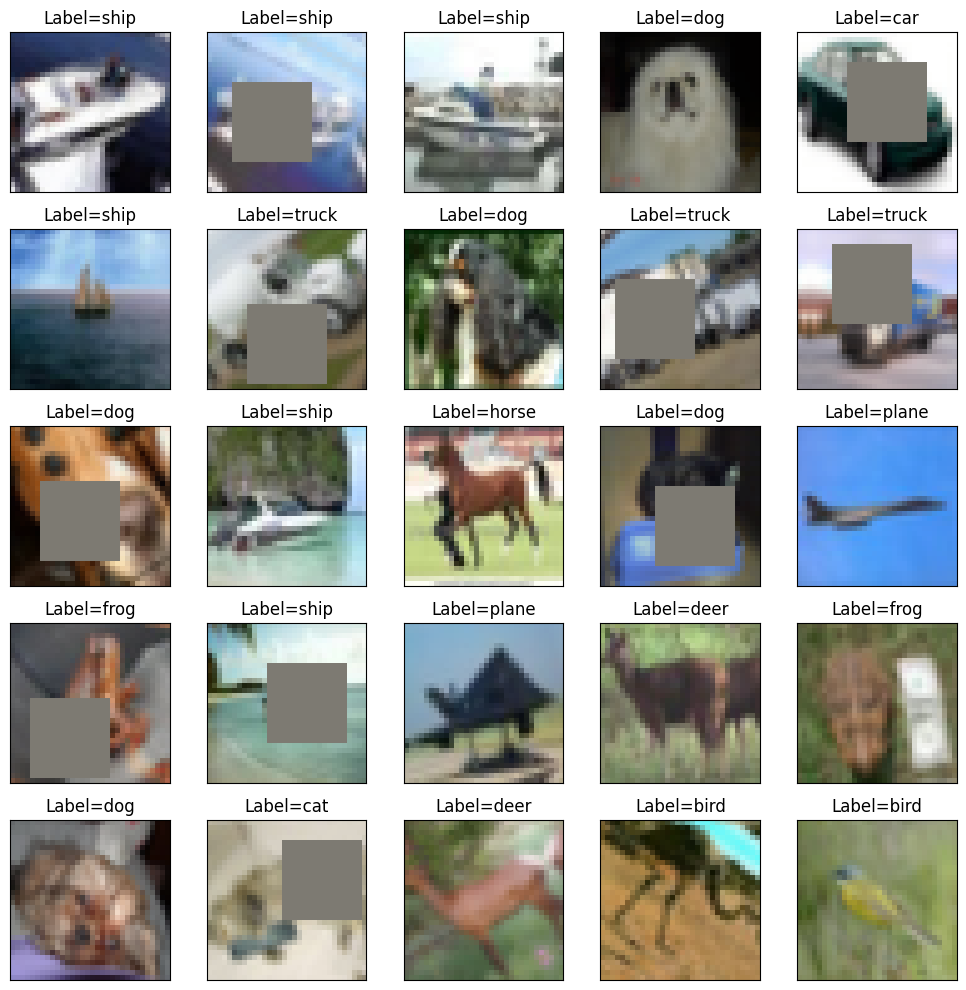 Label=ship Label=ship Label=ship Label=dog Label=car
Label=ship Label=truck Label=dog Label=truck Label=truck
Label=dog Label=ship Label=horse Label=dog Label=plane
Label=frog Label=ship Label=plane Label=deer Label=frog
Label=dog Label=cat Label=deer Label=bird Label=bird